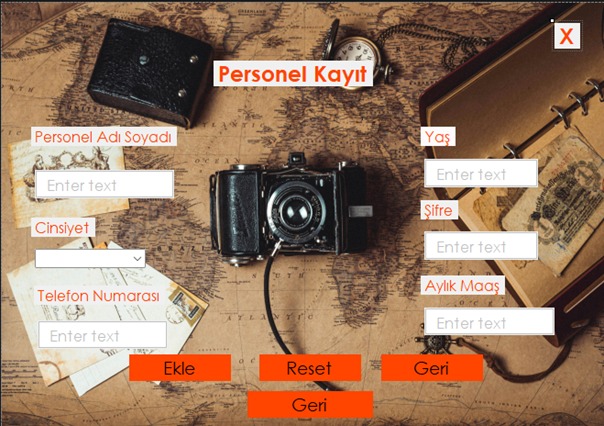 X
Personel Kayıt
Personel Adı Soyadı
Yaş
Enter text
Enter text
Cinsiyet
Şifre
Enter text
Telefon Numarası
Aylık Maaş
Enter text
Enter text
Ekle
Reset
Geri
Geri